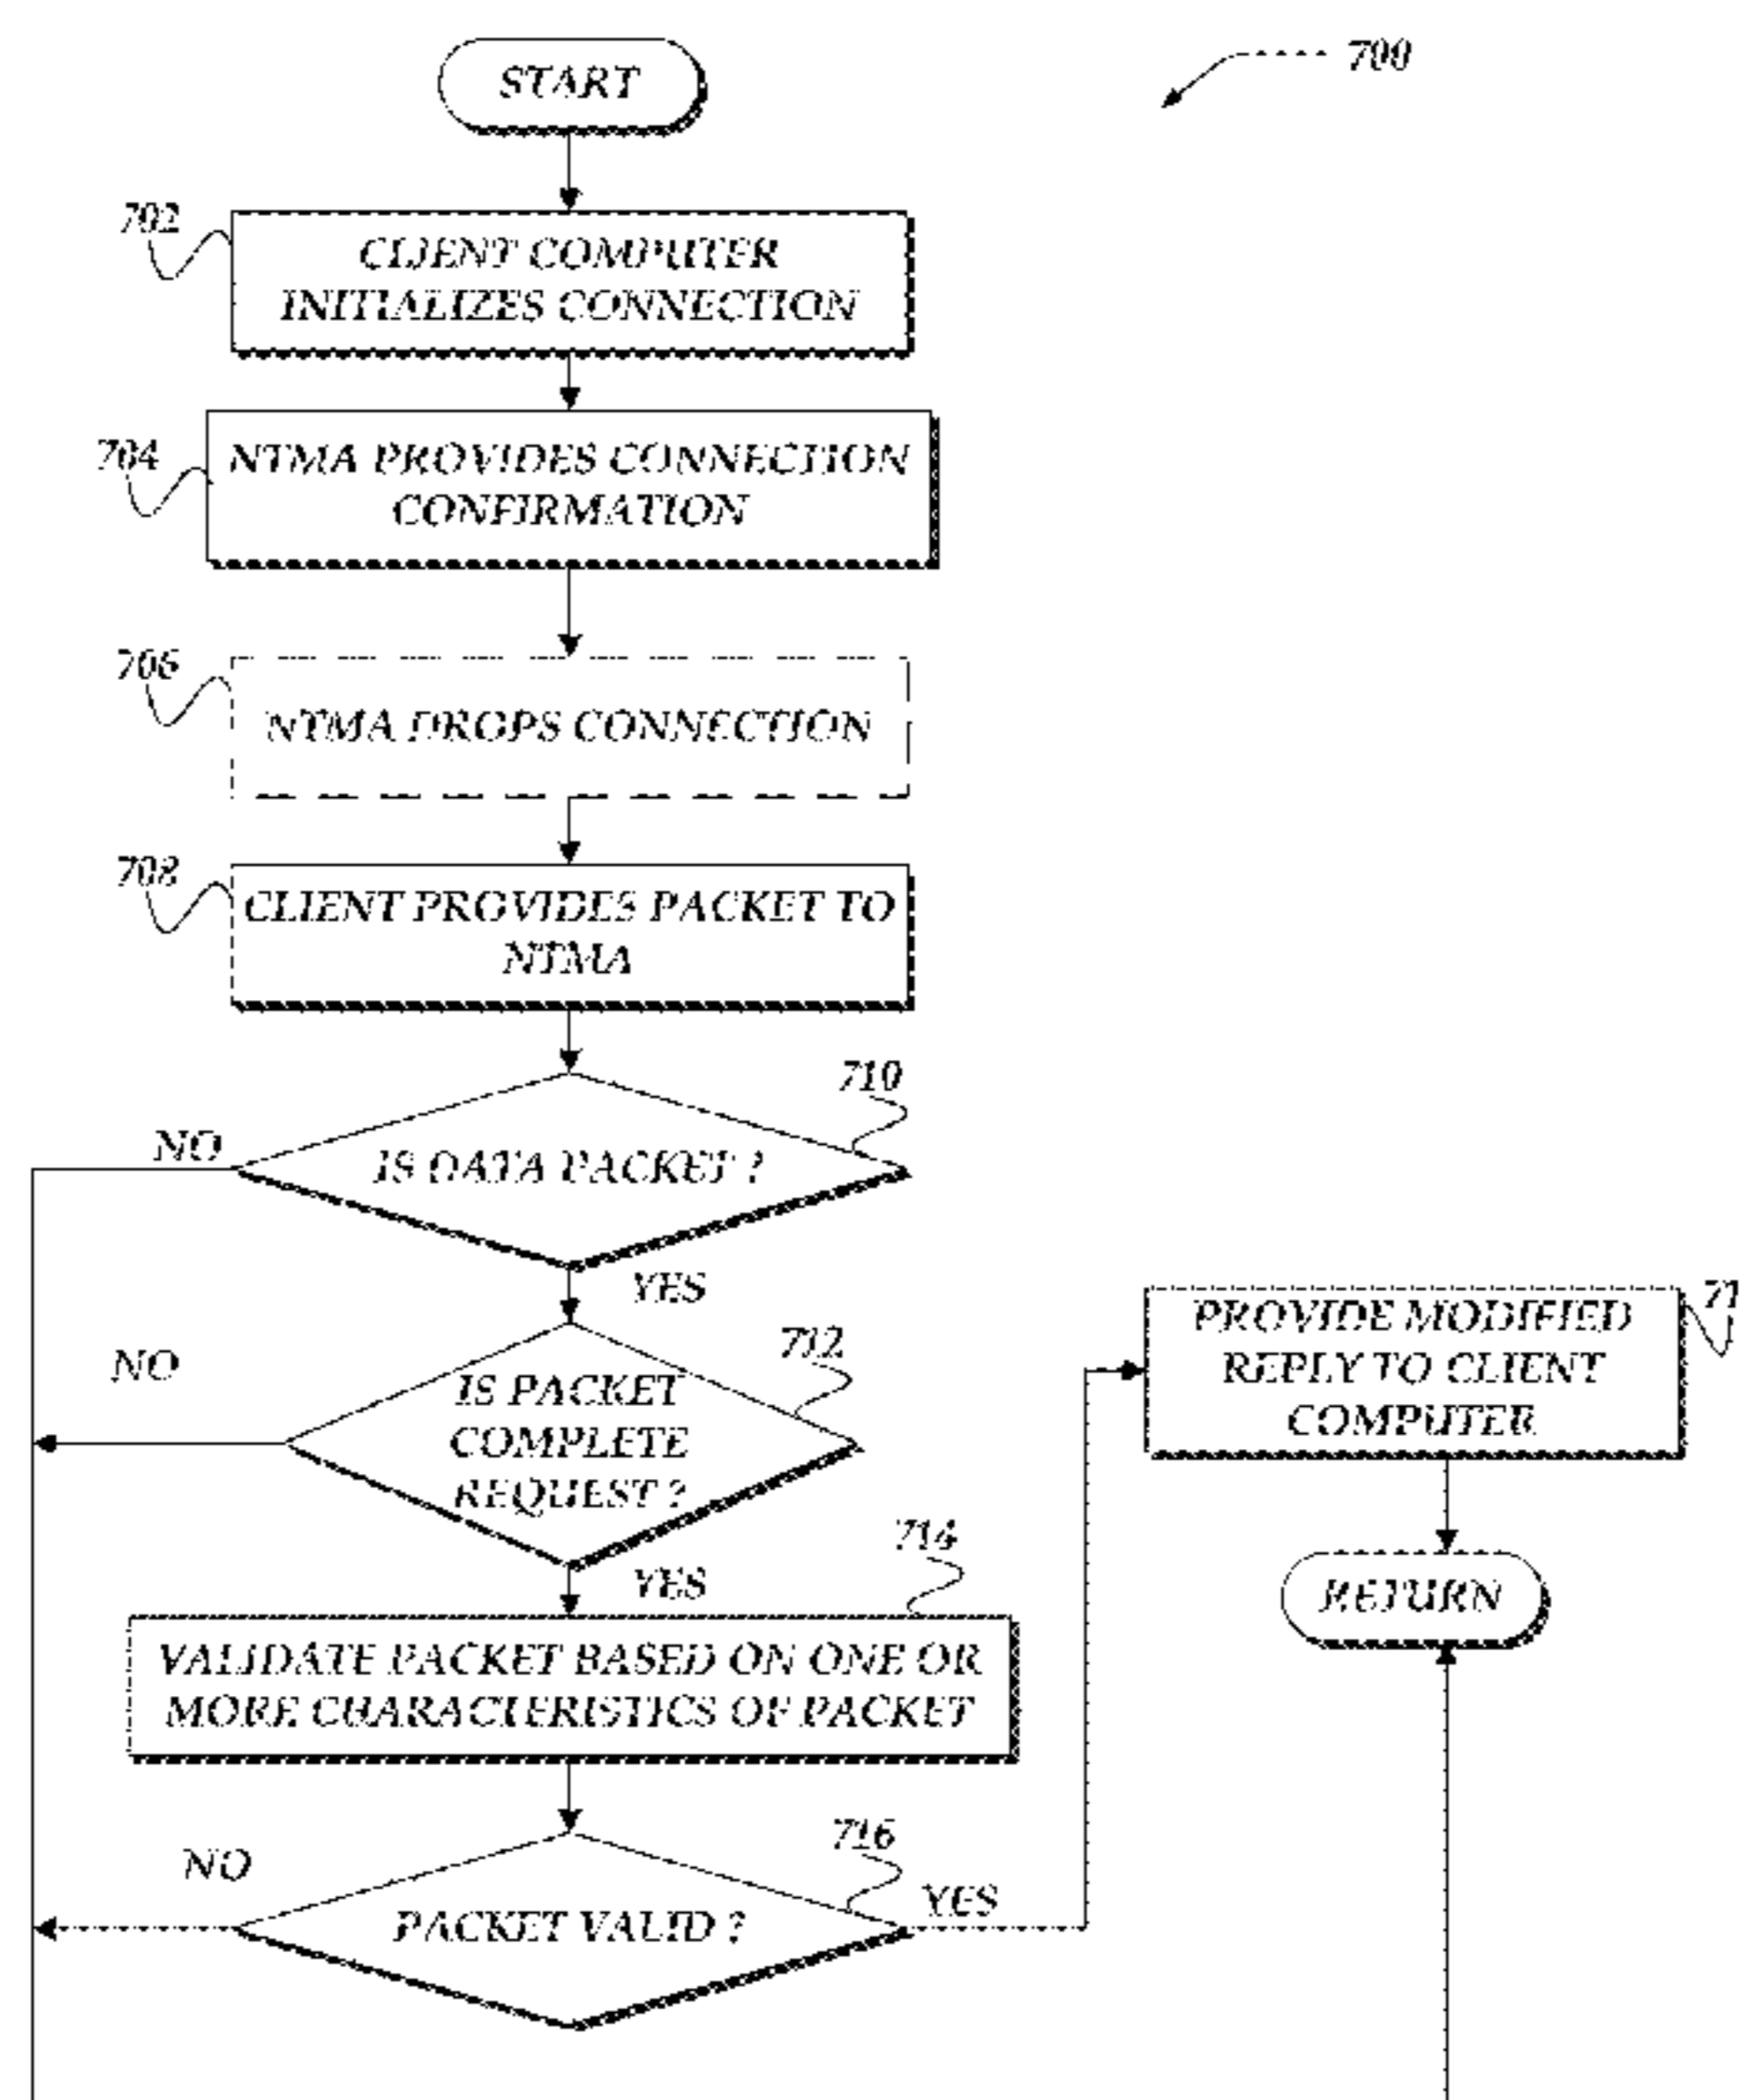 START
700
702
CLIENT COMPUTER
INITIALIZES CONNECTION
704
NTMA PROVIDES CONNECTION
CONFIRMATION
706
NTMA DROPS CONNECTION
708
CLIENT PROVIDES PACKET TO
NTMA
710
NO
IS DATA PACKET ?
YES
712
NO
IS PACKET
COMPLETE
REQUEST ?
YES
71
PROVIDE MODIFIED
REPLY TO CLIENT
COMPUTER
RETURN
714
VALIDATE PACKET BASED ON ONE OR
MORE CHARACTERISTICS OF PACKET
716
NO
PACKET VALID ?
YES